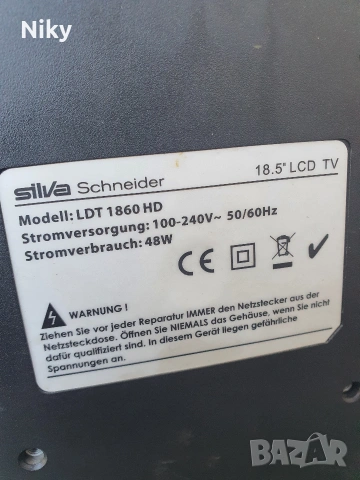 Niky
silva Schneider
18.5" LCD TV
Modell: LDT 1860 HD
Stromversorgung: 100-240V~ 50/60Hz
Stromverbrauch: 48W
CE
WARNUNG !
Ziehen Sie vor jeder Reparatur IMMER den Netzstecker aus der
Netzsteckdose. Öffnen Sie NIEMALS das Gehäuse, wenn Sie nicht
dafür qualifiziert sind. In diesem Gerät liegen gefährliche
Spannungen an.
BAZAR